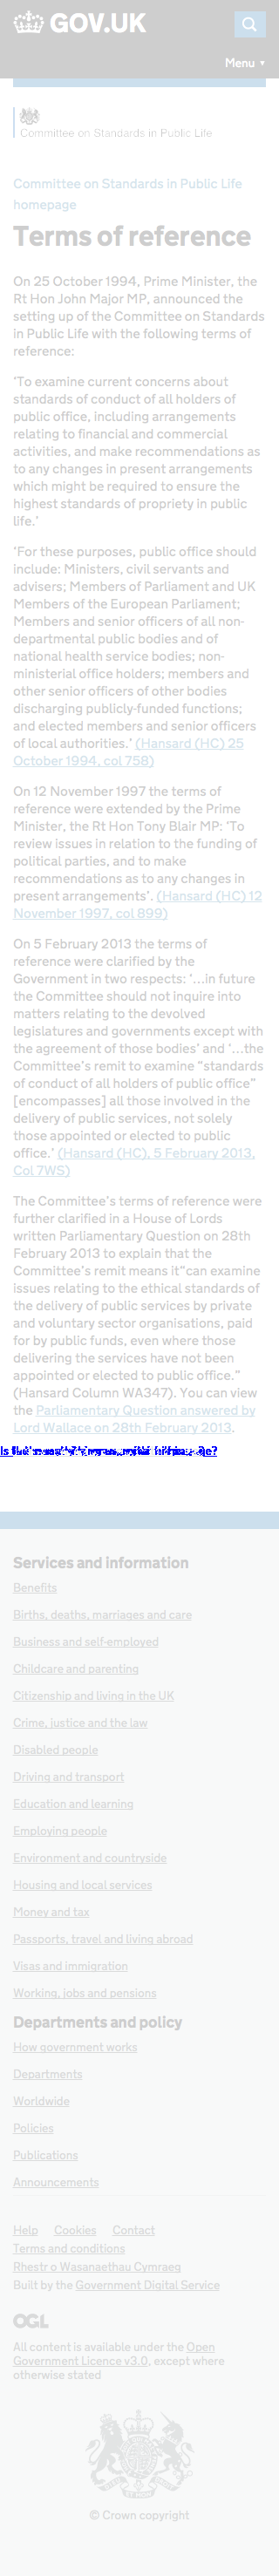 GOV.UK
Menu ▼
Committee on Standards in Public Life
Committee on Standards in Public Life
homepage
Terms of reference
On 25 October 1994, Prime Minister, the
Rt Hon John Major MP, announced the
setting up of the Committee on Standards
in Public Life with the following terms of
reference:
‘To examine current concerns about
standards of conduct of all holders of
public office, including arrangements
relating to financial and commercial
activities, and make recommendations as
to any changes in present arrangements
which might be required to ensure the
highest standards of propriety in public
life.’
‘For these purposes, public office should
include: Ministers, civil servants and
advisers; Members of Parliament and UK
Members of the European Parliament;
Members and senior officers of all non-
departmental public bodies and of
national health service bodies; non-
ministerial office holders; members and
other senior officers of other bodies
discharging publicly-funded functions;
and elected members and senior officers
of local authorities.’ (Hansard (HC) 25
October 1994, col 758)
On 12 November 1997 the terms of
reference were extended by the Prime
Minister, the Rt Hon Tony Blair MP: ‘To
review issues in relation to the funding of
political parties, and to make
recommendations as to any changes in
present arrangements’. (Hansard (HC) 12
November 1997, col 899)
On 5 February 2013 the terms of
reference were clarified by the
Government in two respects: ‘…in future
the Committee should not inquire into
matters relating to the devolved
legislatures and governments except with
the agreement of those bodies’ and ‘…the
Committee’s remit to examine “standards
of conduct of all holders of public office”
[encompasses] all those involved in the
delivery of public services, not solely
those appointed or elected to public
office.’ (Hansard (HC), 5 February 2013,
Col 7WS)
The Committee’s terms of reference were
further clarified in a House of Lords
written Parliamentary Question on 28th
February 2013 to explain that the
Committee’s remit means it“can examine
issues relating to the ethical standards of
the delivery of public services by private
and voluntary sector organisations, paid
for by public funds, even where those
delivering the services have not been
appointed or elected to public office.”
(Hansard Column WA347). You can view
the Parliamentary Question answered by
Lord Wallace on 28th February 2013.
Services and information
Benefits
Births, deaths, marriages and care
Business and self-employed
Childcare and parenting
Citizenship and living in the UK
Crime, justice and the law
Disabled people
Driving and transport
Education and learning
Employing people
Environment and countryside
Housing and local services
Money and tax
Passports, travel and living abroad
Visas and immigration
Working, jobs and pensions
Departments and policy
How government works
Departments
Worldwide
Policies
Publications
Announcements
Help Cookies Contact
Terms and conditions
Rhestr o Wasanaethau Cymraeg
Built by the Government Digital Service
OGL
All content is available under the Open
Government Licence v3.0, except where
otherwise stated
© Crown copyright